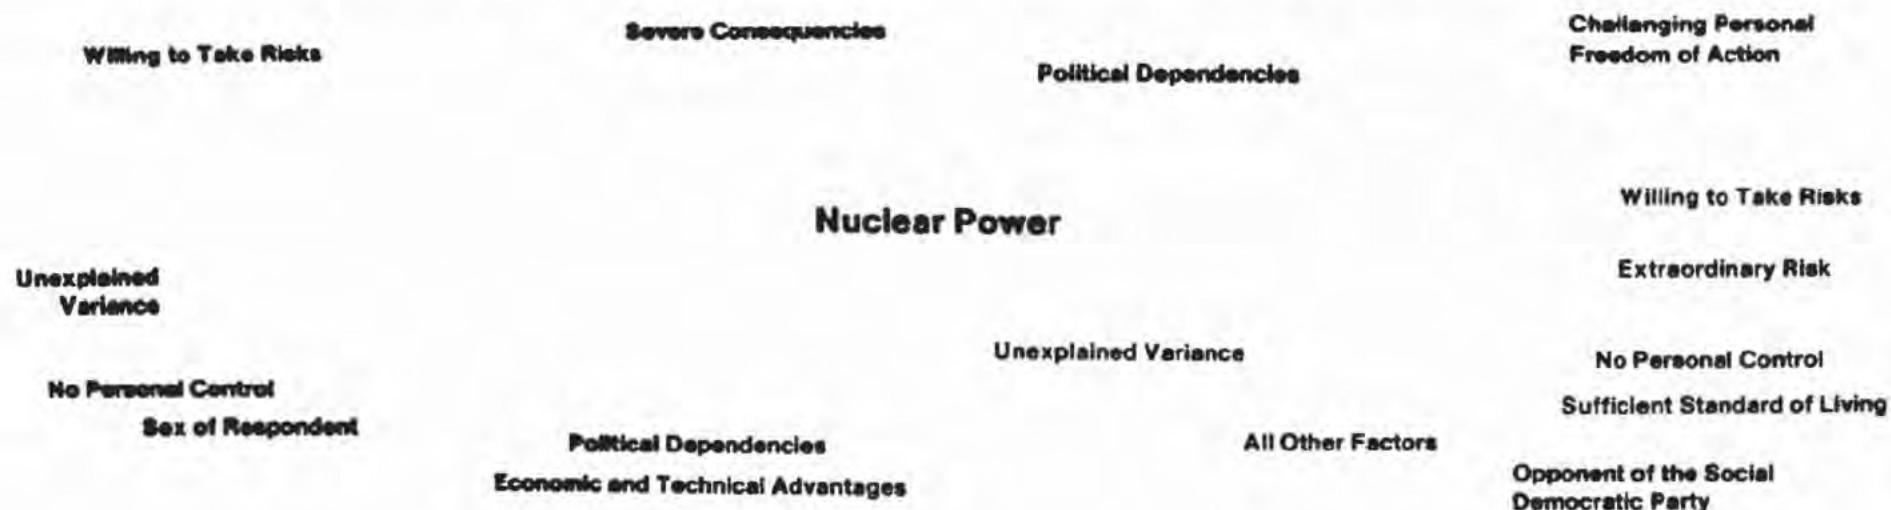 Willing to Take Risks
Severe Consequencies
Political Dependencies
Challanging Personal
Freedom of Action
Nuclear Power
Willing to Take Risks
Extraordinary Risk
Unexplained
Variance
Unexplained Variance
No Personal Control
Sufficient Standard of Living
No Personal Control
Sex of Respondent
Political Dependencies
Economic and Technical Advantages
All Other Factors
Opponent of the Social
Democratic Party